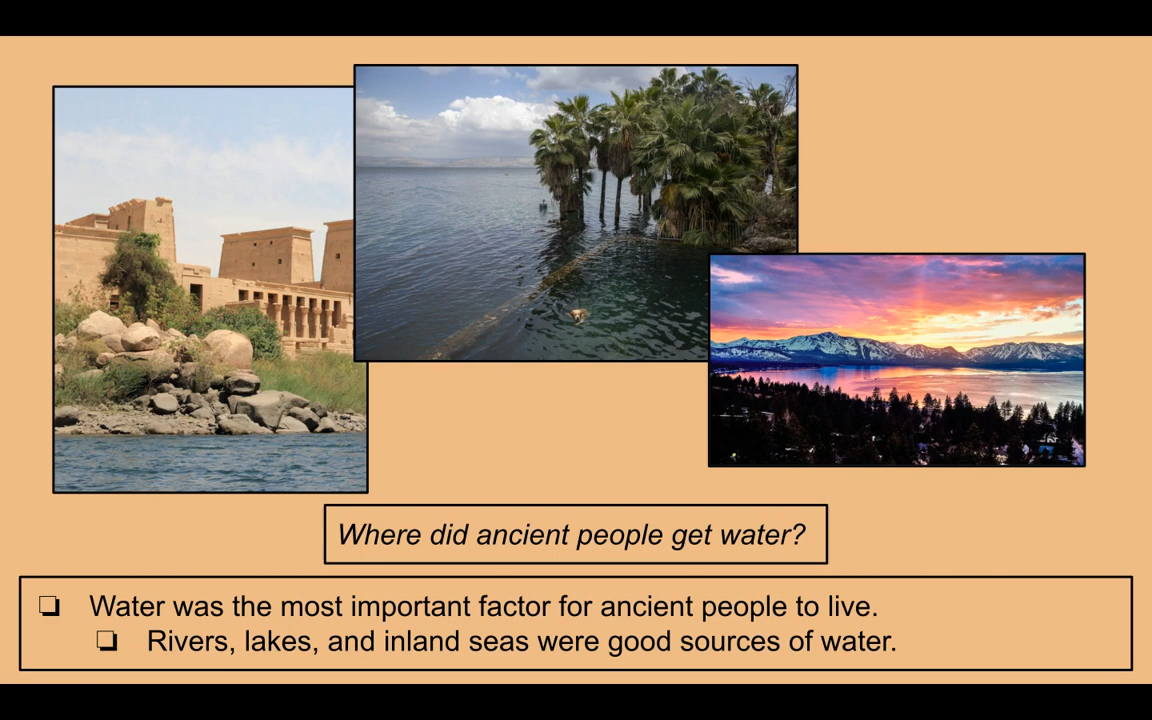 Where did ancient people get water?
❏ Water was the most important factor for ancient people to live.
❏ Rivers, lakes, and inland seas were good sources of water.